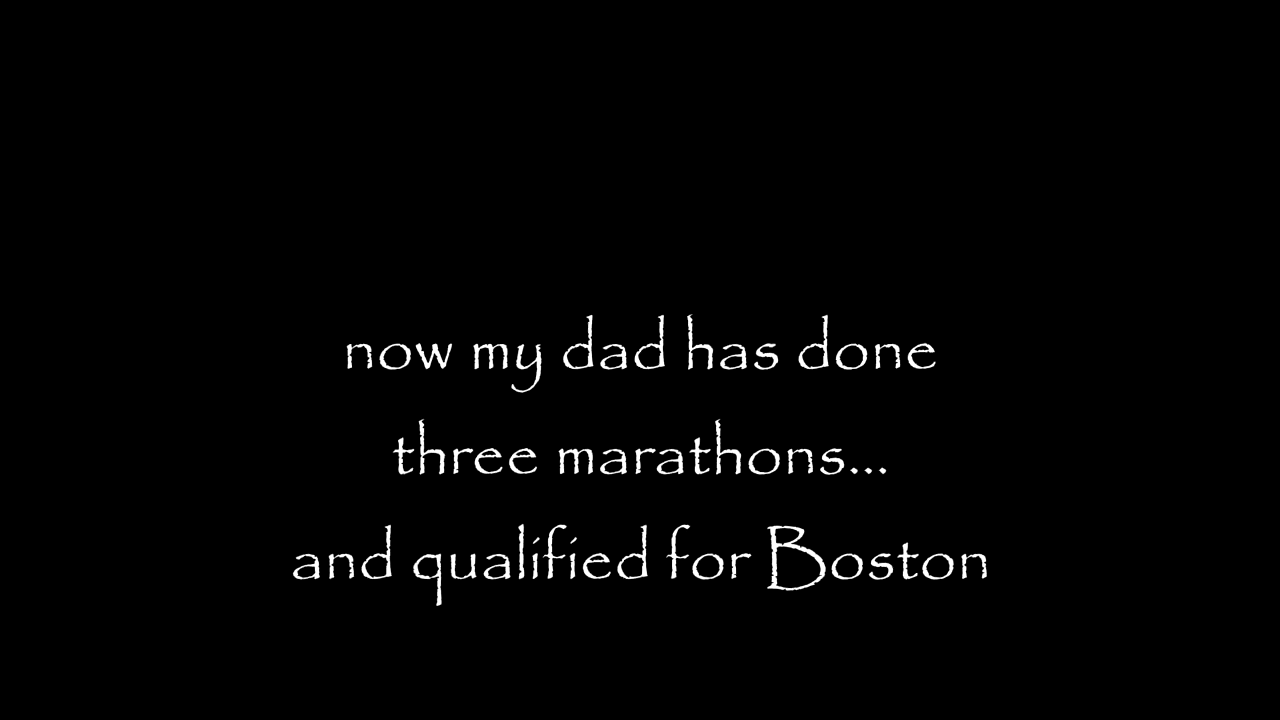 now my dad has done
three marathons...
and qualified for Boston